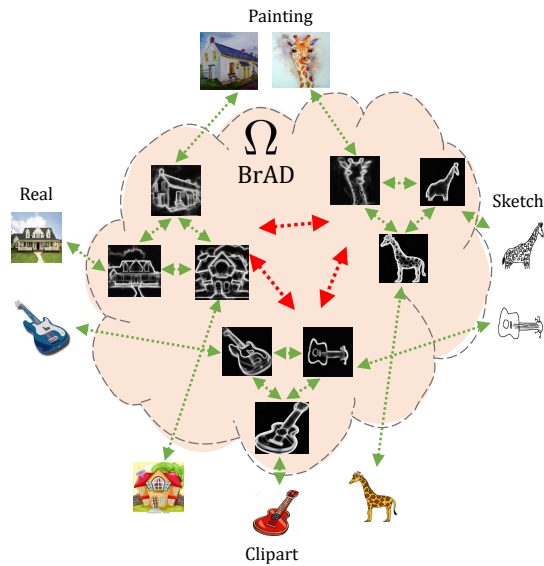 Painting
Ω
BrAD
Real
Sketch
Clipart